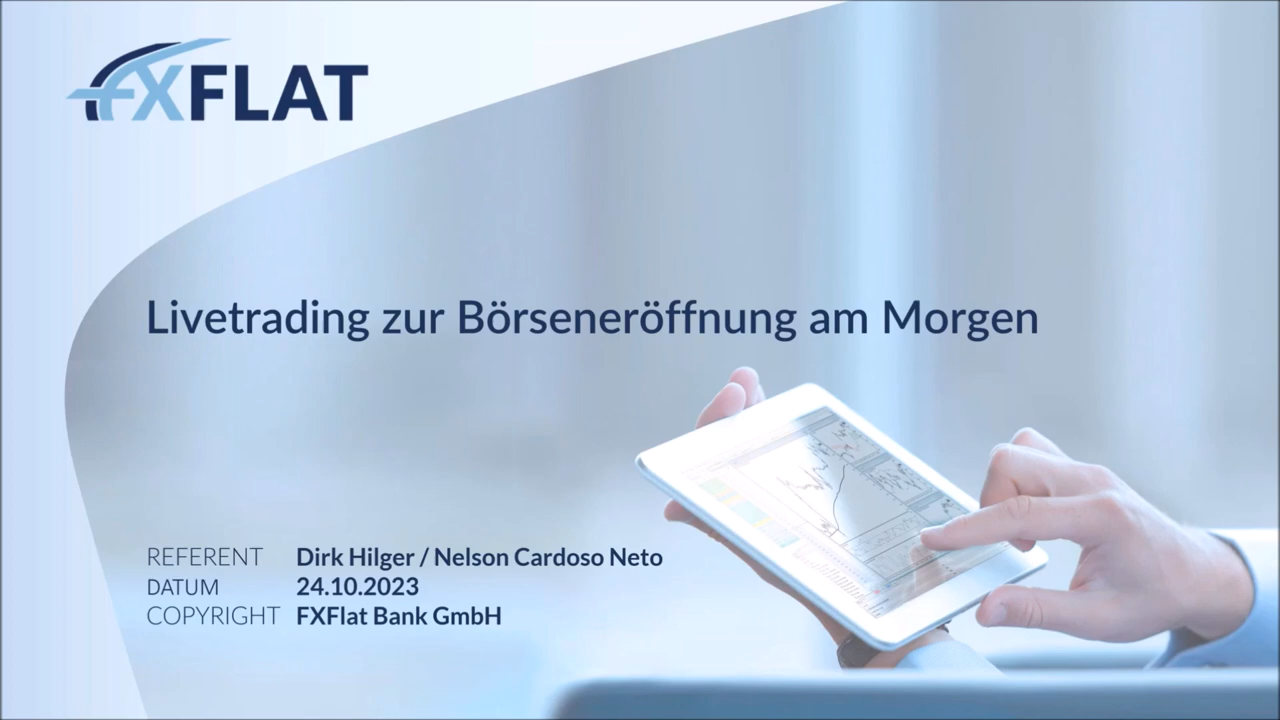 FXFLAT
Livetrading zur Börseneröffnung am Morgen
REFERENT Dirk Hilger / Nelson Cardoso Neto
DATUM 24.10.2023
COPYRIGHT FXFlat Bank GmbH